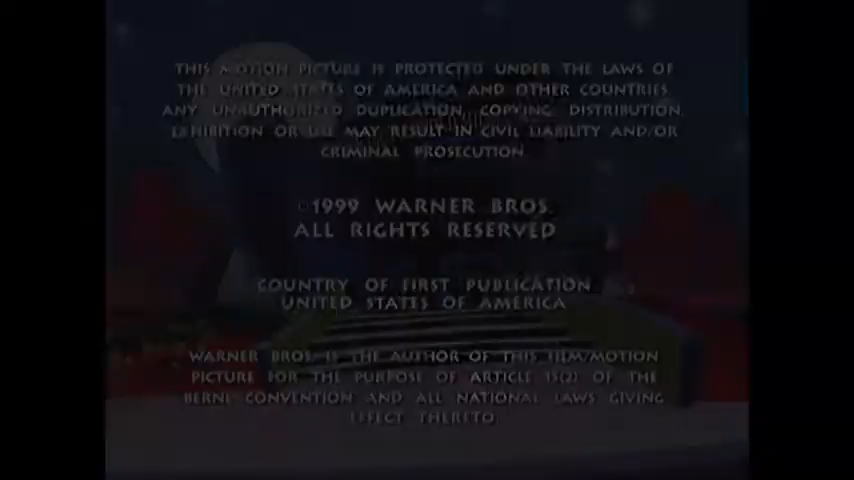 THIS MOTION PICTURE IS PROTECTED UNDER THE LAWS OF
THE UNITED STATES OF AMERICA AND OTHER COUNTRIES.
ANY UNAUTHORIZED DUPLICATION, COPYING, DISTRIBUTION,
EXHIBITION OR USE MAY RESULT IN CIVIL LIABILITY AND/OR
CRIMINAL PROSECUTION.
©1999 WARNER BROS.
ALL RIGHTS RESERVED
COUNTRY OF FIRST PUBLICATION
UNITED STATES OF AMERICA
WARNER BROS. IS THE AUTHOR OF THIS FILM/MOTION
PICTURE FOR THE PURPOSE OF ARTICLE 15(2) OF THE
BERNE CONVENTION AND ALL NATIONAL LAWS GIVING
EFFECT THERETO.